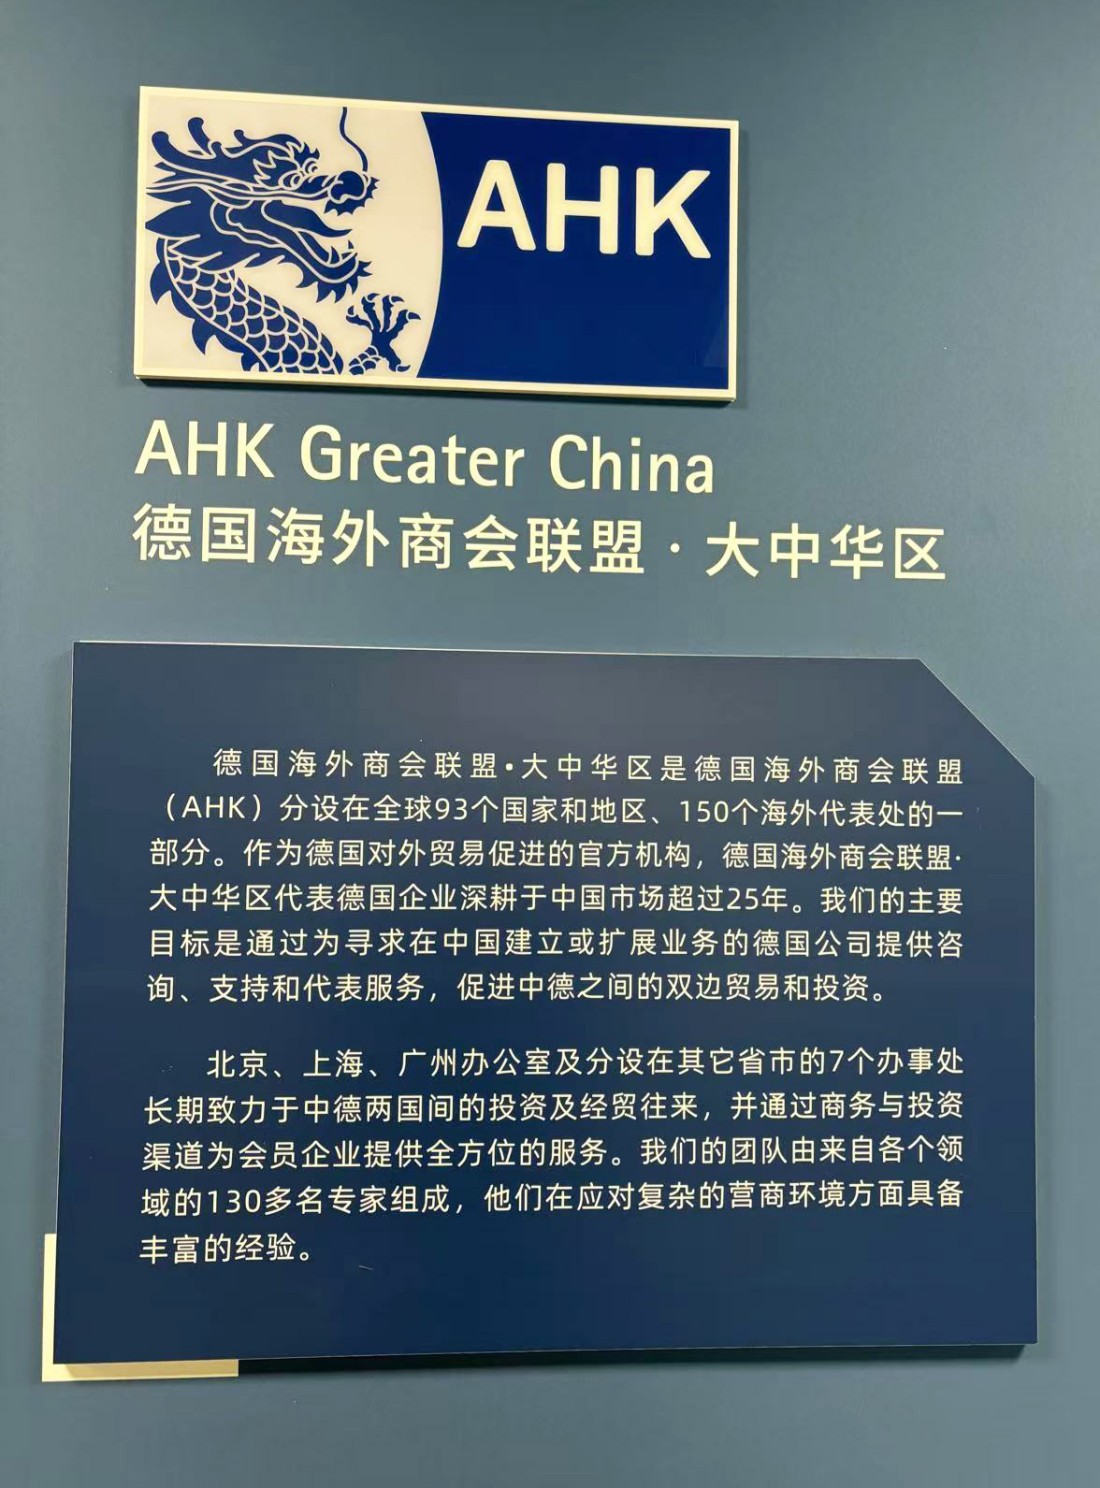 AHK
AHK Greater China
德国海外商会联盟·大中华区
德国海外商会联盟·大中华区是德国海外商会联盟
（AHK）分设在全球93个国家和地区、150个海外代表处的一
部分。作为德国对外贸易促进的官方机构，德国海外商会联盟·
大中华区代表德国企业深耕于中国市场超过25年。我们的主要
目标是通过为寻求在中国建立或扩展业务的德国公司提供咨
询、支持和代表服务，促进中德之间的双边贸易和投资。
北京、上海、广州办公室及分设在其它省市的7个办事处
长期致力于中德两国间的投资及经贸往来，并通过商务与投资
渠道为会员企业提供全方位的服务。我们的团队由来自各个领
域的130多名专家组成，他们在应对复杂的营商环境方面具备
丰富的经验。